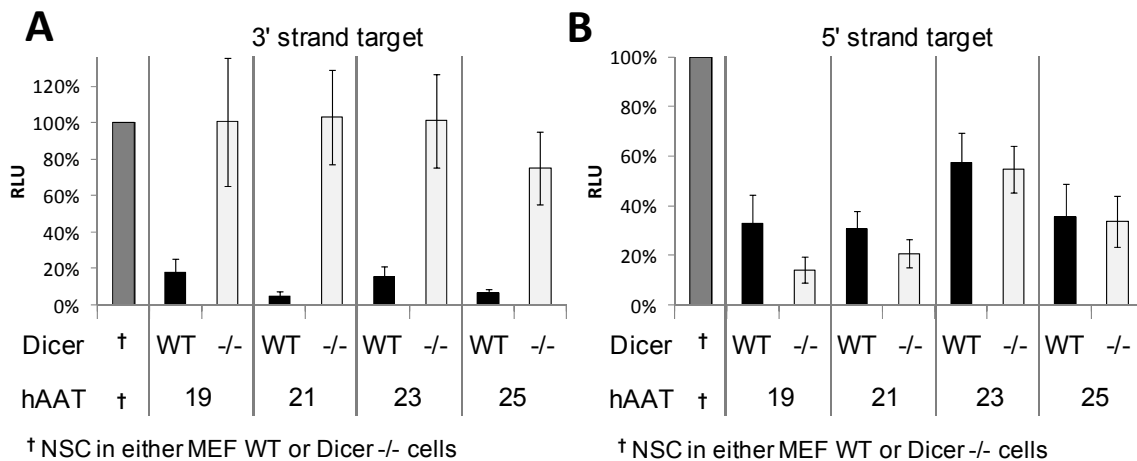 A
3' strand target
120%
100%
80%
60%
40%
20%
0%
RLU
Dicer † WT -/- WT -/- WT -/- WT -/-
hAAT † 19 21 23 25
† NSC in either MEF WT or Dicer -/- cells
B
5' strand target
100%
80%
60%
40%
20%
0%
RLU
Dicer † WT -/- WT -/- WT -/- WT -/-
hAAT † 19 21 23 25
† NSC in either MEF WT or Dicer -/- cells